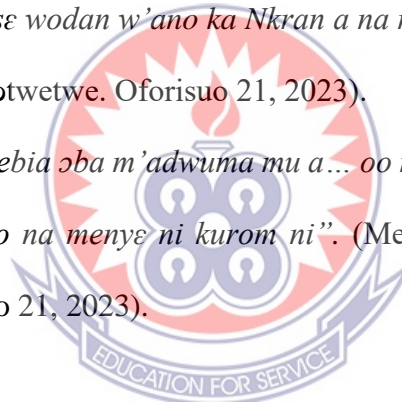 sɛ wodan w’ano ka Nkran a na
otwetwe. Oforisuo 21, 2023).
ebia ɔba m’adwuma mu a… oo
o na menyɛ ni kurom ni”. (Me
o 21, 2023).
EDUCATION FOR SERVICE